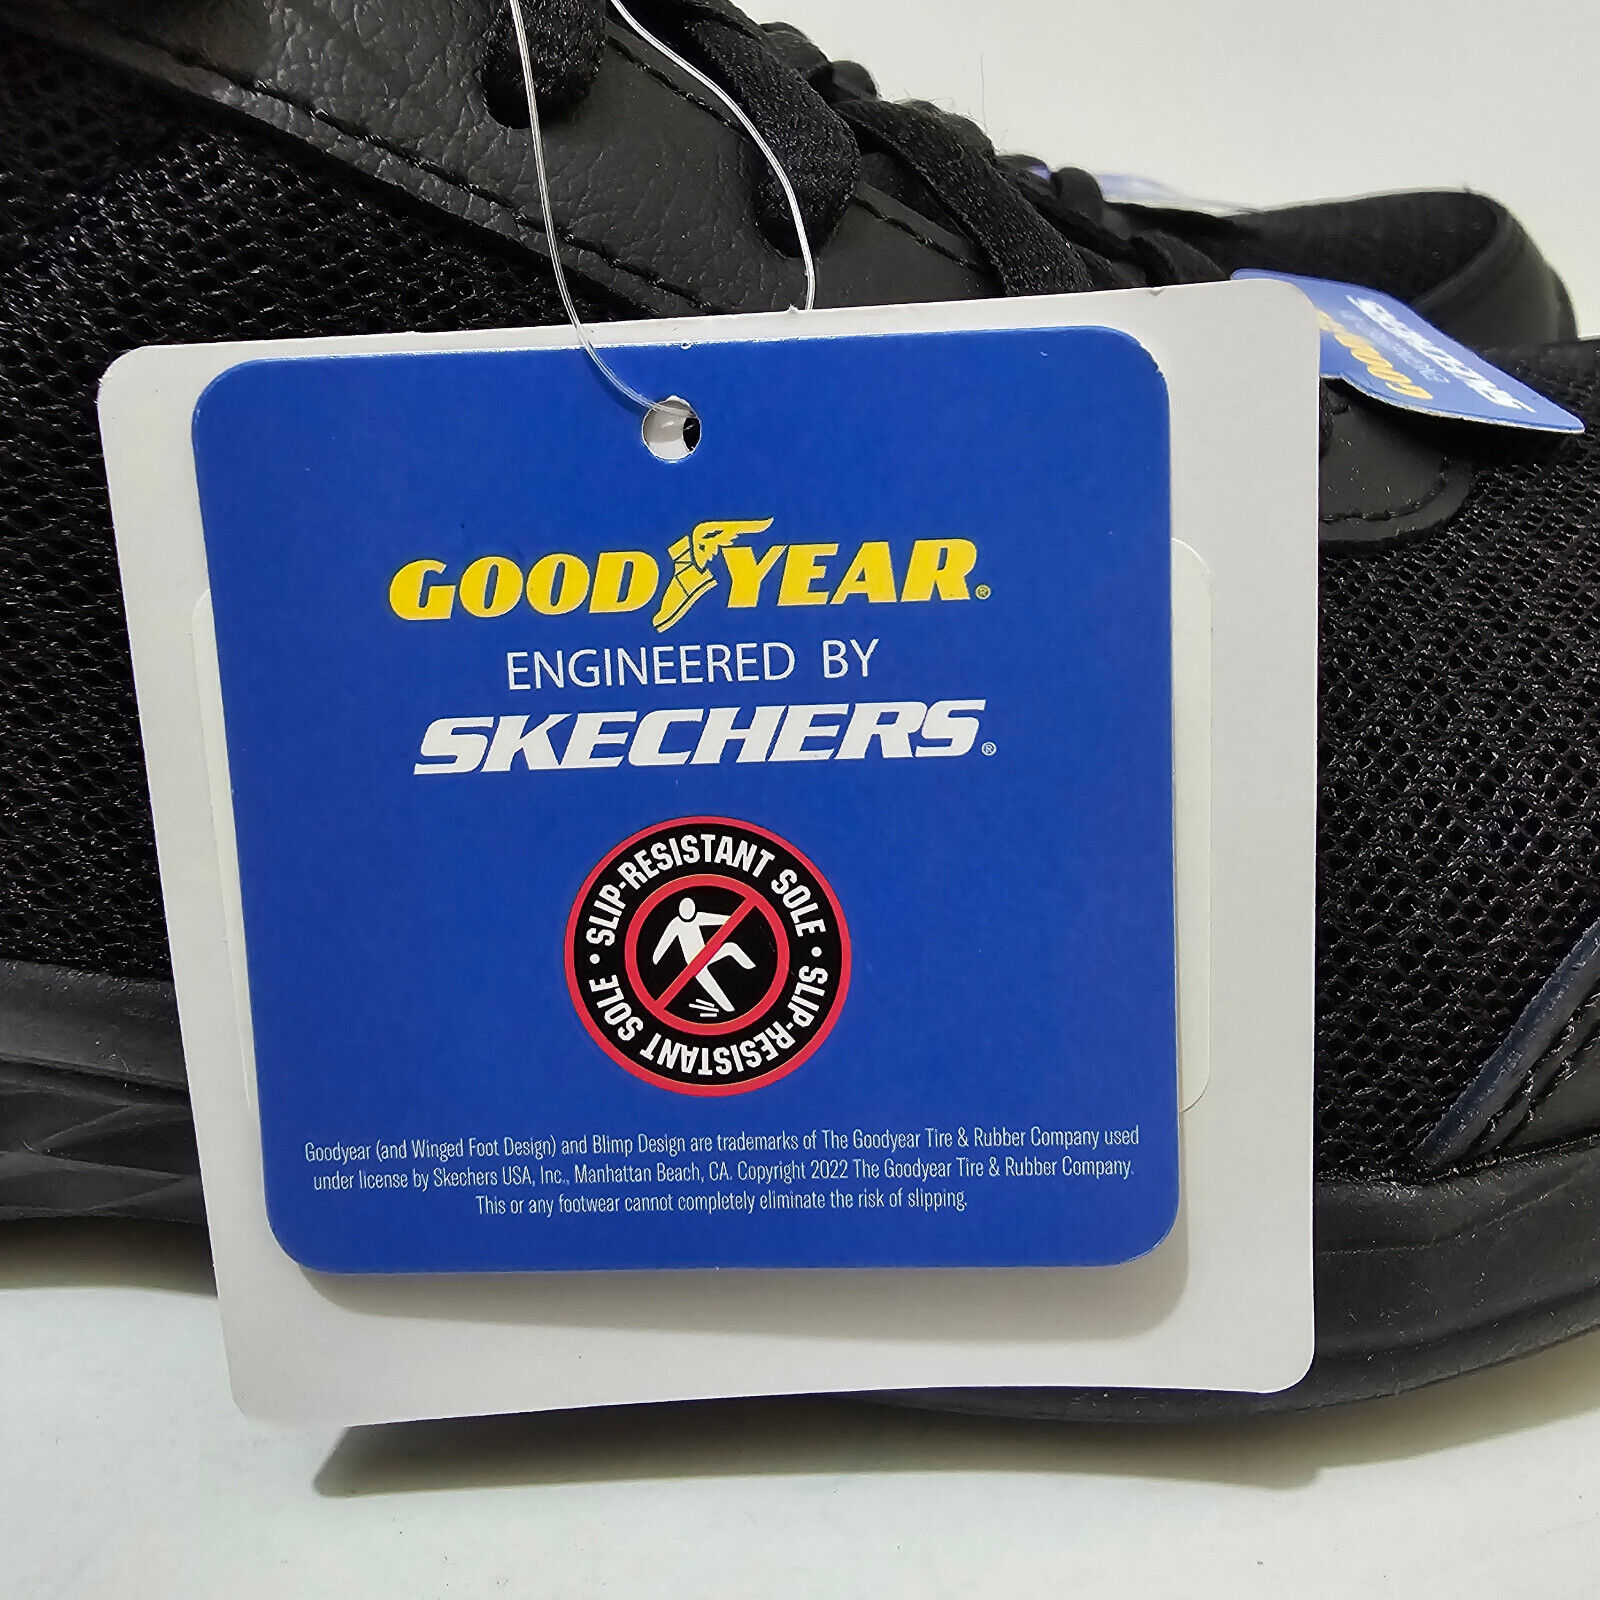 GOODYEAR®
ENGINEERED BY
SKECHERS®
SLIP-RESISTANT SOLE • SLIP-RESISTANT SOLE •
Goodyear (and Winged Foot Design) and Blimp Design are trademarks of The Goodyear Tire & Rubber Company used
under license by Skechers USA, Inc., Manhattan Beach, CA. Copyright 2022 The Goodyear Tire & Rubber Company.
This or any footwear cannot completely eliminate the risk of slipping.
SKECHERS